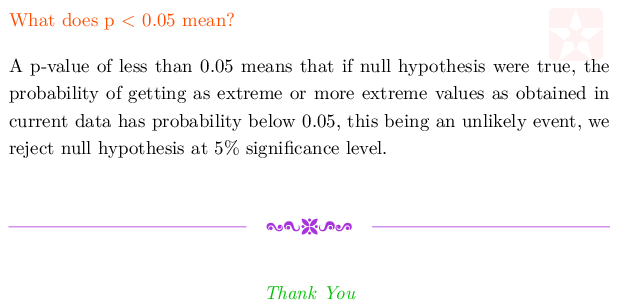 What does p < 0.05 mean?
A p-value of less than 0.05 means that if null hypothesis were true, the
probability of getting as extreme or more extreme values as obtained in
current data has probability below 0.05, this being an unlikely event, we
reject null hypothesis at 5% significance level.
Thank You